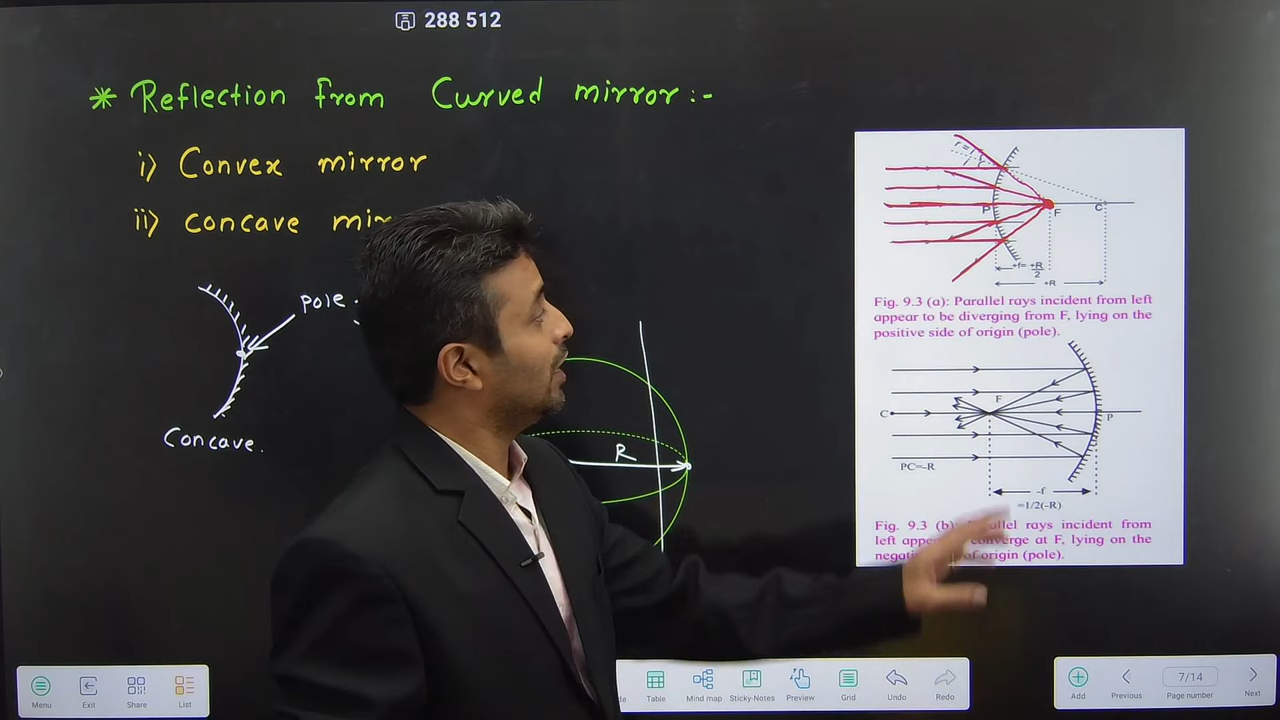 288 512
* Reflection from Curved mirror:-
i) Convex mirror
ii) concave
Pole.
Concave.
R
P
F
C
+f= +R/2
+R
Fig. 9.3 (a): Parallel rays incident from left
appear to be diverging from F, lying on the
positive side of origin (pole).
C
F
P
PC=-R
-f
=1/2(-R)
Fig. 9.3 (b): Parallel rays incident from
left converge at F, lying on the
of origin (pole).
Menu
Exit
Share
List
Table
Mind map
Sticky-Notes
Preview
Grid
Undo
Redo
Add
Previous
7/14
Page number
Next